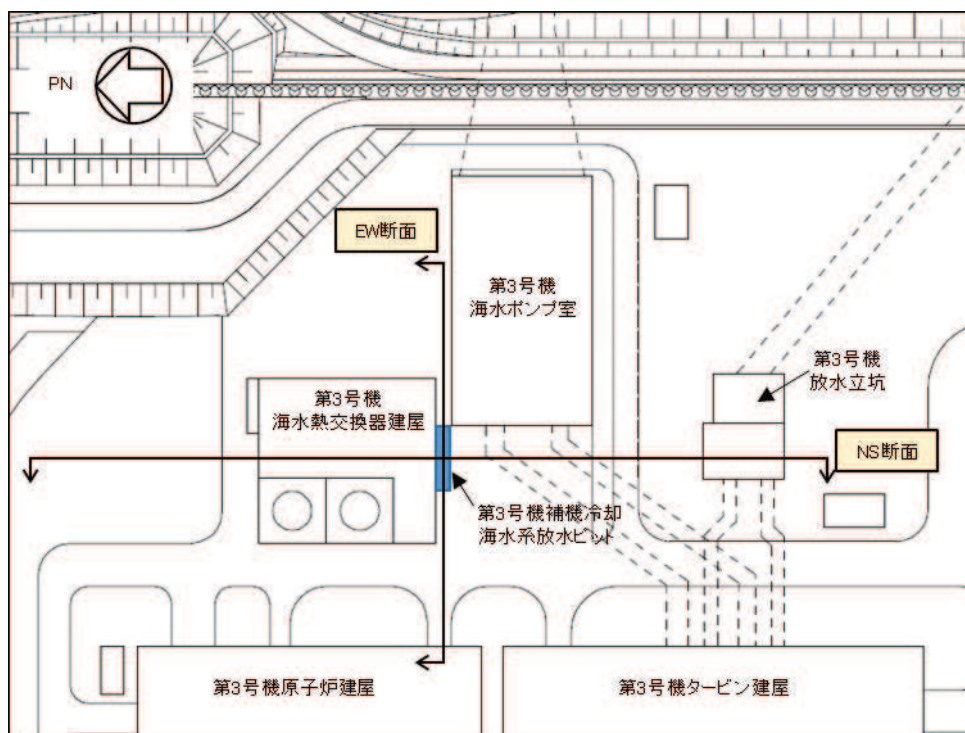 PN
EW断面
第3号機
海水ポンプ室
第3号機
放水立坑
第3号機
海水熱交換器建屋
NS断面
第3号機補機冷却
海水系放水ピット
第3号機原子炉建屋
第3号機タービン建屋